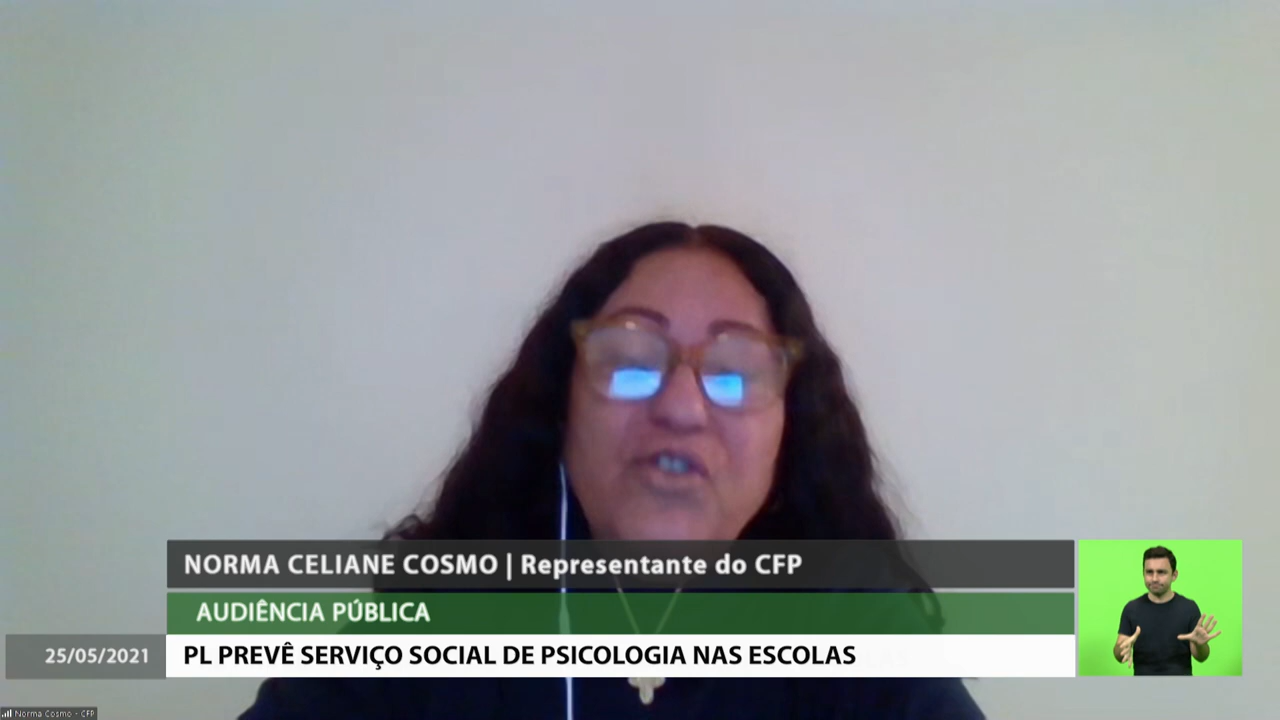 NORMA CELIANE COSMO | Representante do CFP
AUDIÊNCIA PÚBLICA
25/05/2021 PL PREVÊ SERVIÇO SOCIAL DE PSICOLOGIA NAS ESCOLAS
Norma Cosmo - CFP